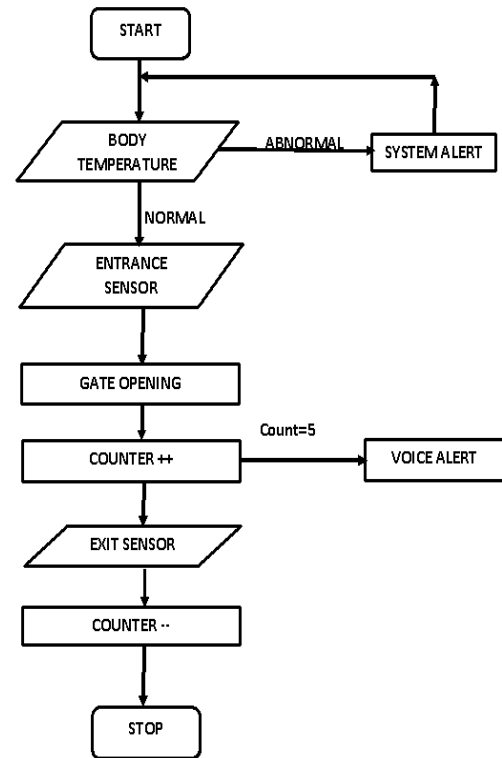 START
BODY
TEMPERATURE
ABNORMAL
SYSTEM ALERT
NORMAL
ENTRANCE
SENSOR
GATE OPENING
Count=5
COUNTER ++
VOICE ALERT
EXIT SENSOR
COUNTER --
STOP